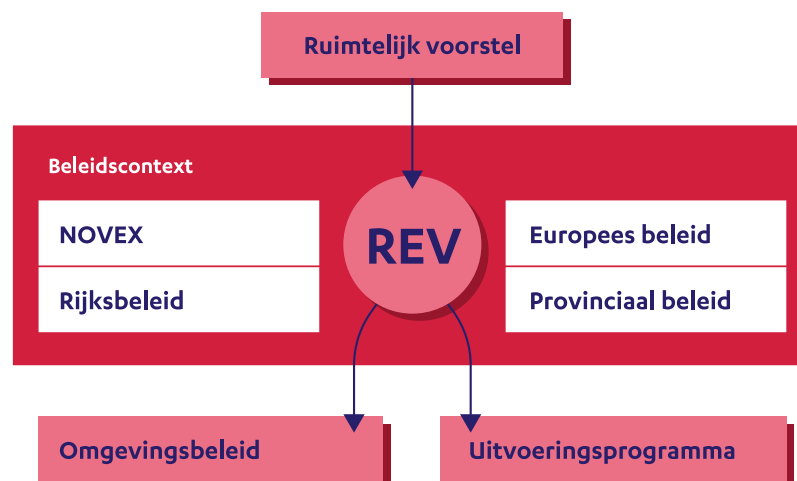 Ruimtelijk voorstel
Beleidscontext
NOVEX
Rijksbeleid
REV
Europees beleid
Provinciaal beleid
Omgevingsbeleid
Uitvoeringsprogramma